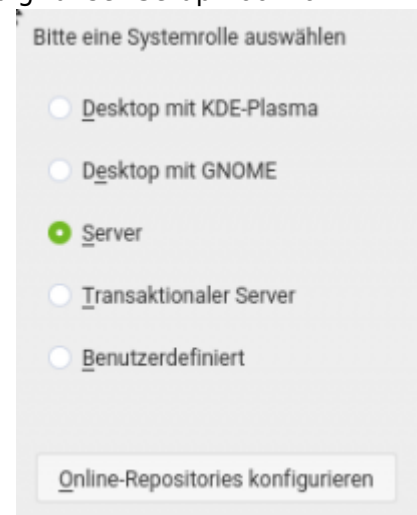 Bitte eine Systemrolle auswählen
Desktop mit KDE-Plasma
Desktop mit GNOME
Server
Transaktionaler Server
Benutzerdefiniert
Online-Repositories konfigurieren